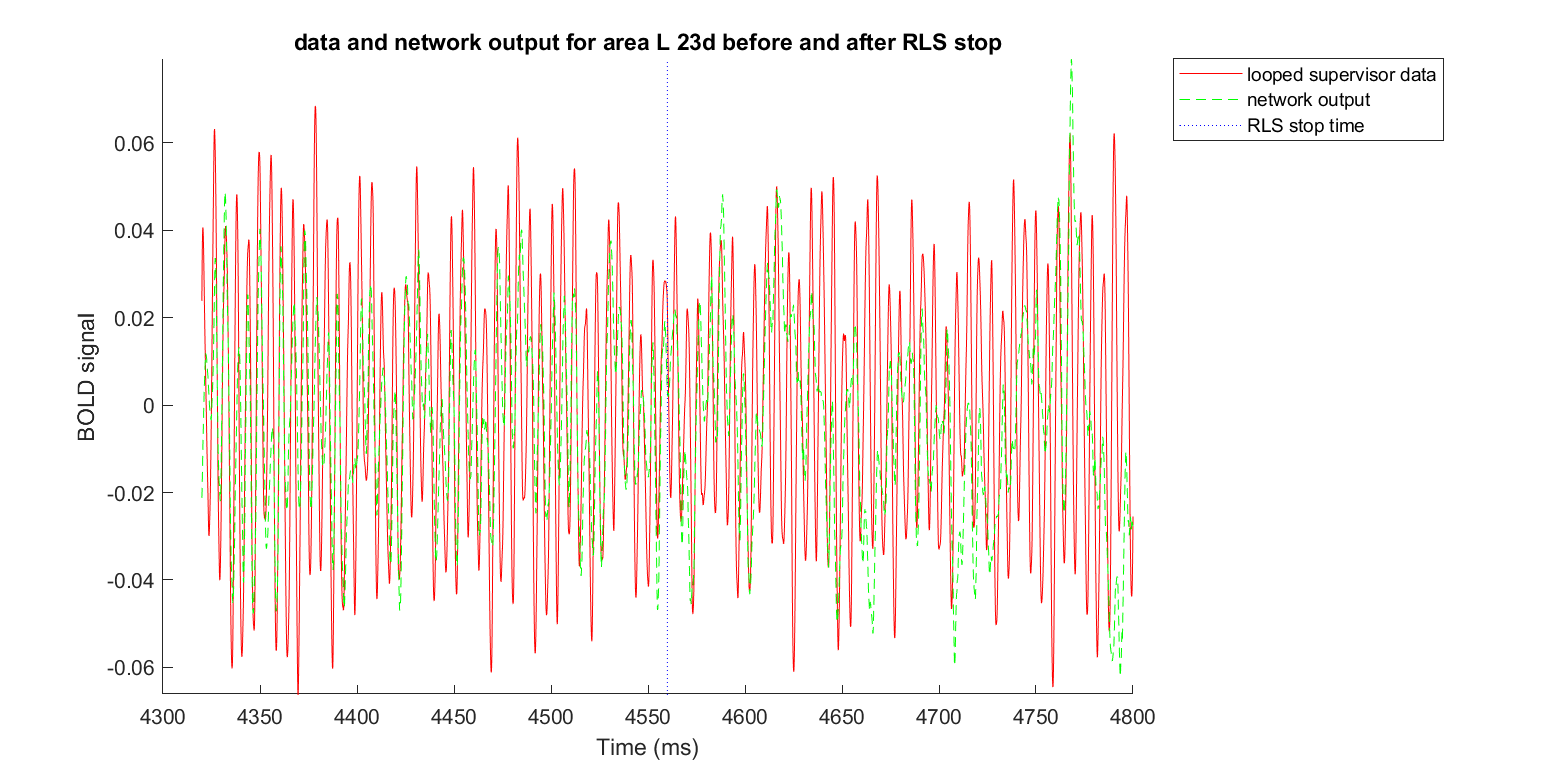 data and network output for area L 23d before and after RLS stop
looped supervisor data
network output
RLS stop time
BOLD signal
0.06
0.04
0.02
0
-0.02
-0.04
-0.06
4300 4350 4400 4450 4500 4550 4600 4650 4700 4750 4800
Time (ms)